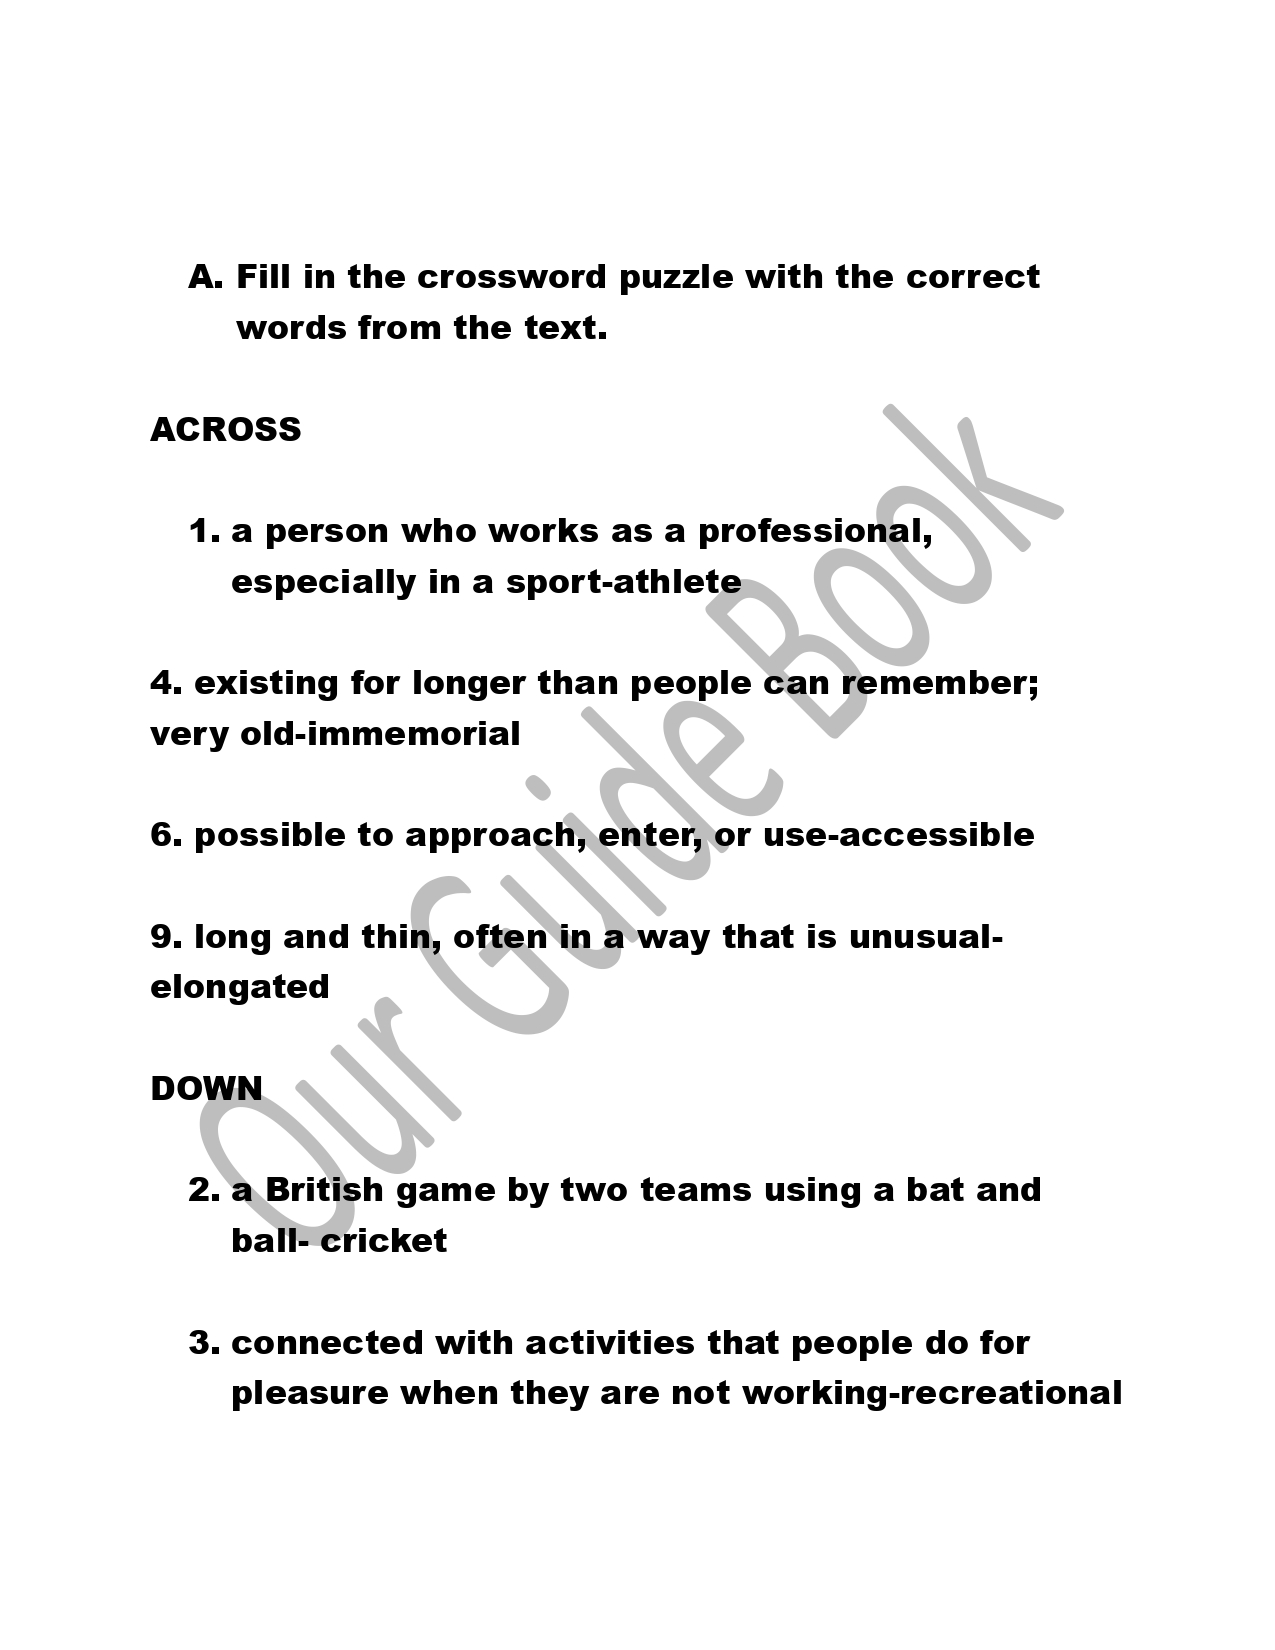 A. Fill in the crossword puzzle with the correct
words from the text.
ACROSS
1. a person who works as a professional,
especially in a sport-athlete
4. existing for longer than people can remember;
very old-immemorial
6. possible to approach, enter, or use-accessible
9. long and thin, often in a way that is unusual-
elongated
DOWN
2. a British game by two teams using a bat and
ball- cricket
3. connected with activities that people do for
pleasure when they are not working-recreational
Our Guide Book